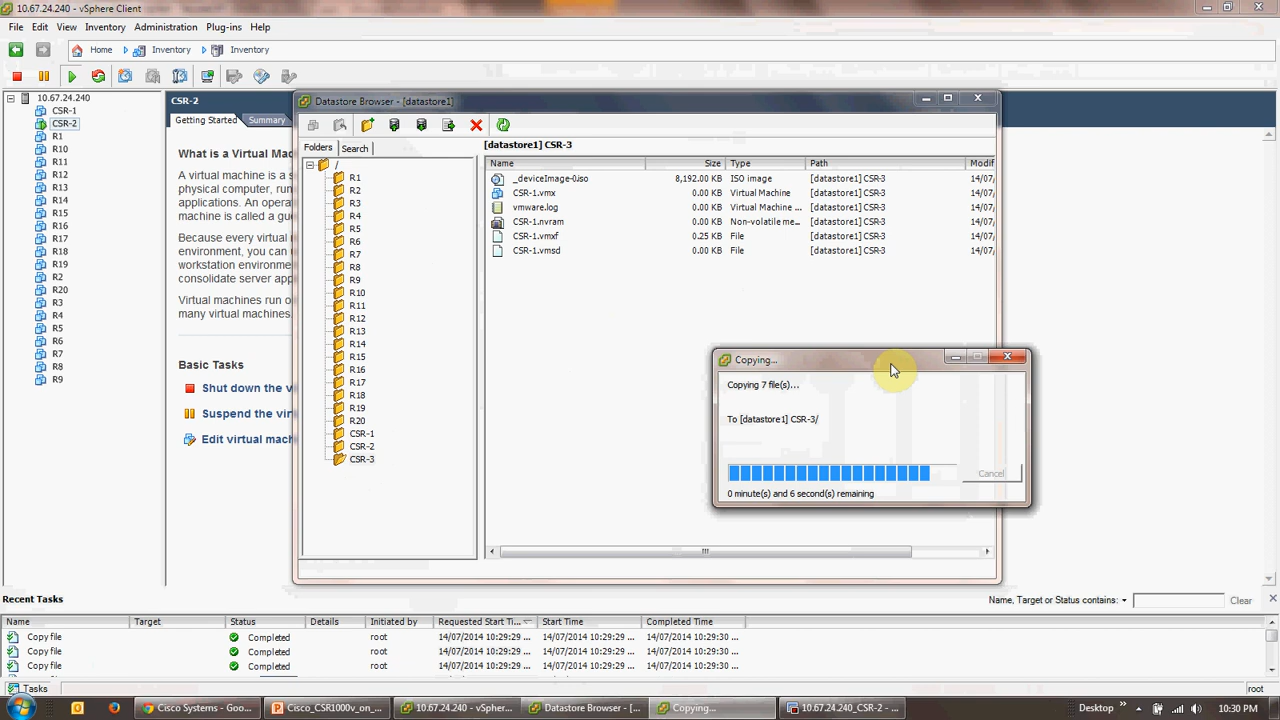 10.67.24.240 - vSphere Client
File Edit View Inventory Administration Plug-ins Help
Home Inventory Inventory
10.67.24.240
CSR-1
CSR-2
R1
R10
R11
R12
R13
R14
R15
R16
R17
R18
R19
R2
R20
R3
R4
R5
R6
R7
R8
R9
CSR-2
Getting Started Summary
What is a Virtual Mac
A virtual machine is a s
physical computer, runs
applications. An operat
machine is called a gue
Because every virtual m
environment, you can u
workstation environme
consolidate server app
Virtual machines run o
many virtual machines.
Basic Tasks
Shut down the v
Suspend the virt
Edit virtual mach
Datastore Browser - [datastore1]
Folders Search
/
R1
R2
R3
R4
R5
R6
R7
R8
R9
R10
R11
R12
R13
R14
R15
R16
R17
R18
R19
R20
CSR-1
CSR-2
CSR-3
[datastore1] CSR-3
Name Size Type Path Modif
_deviceImage-0.iso 8,192.00 KB ISO image [datastore1] CSR-3 14/07/
CSR-1.vmx 0.00 KB Virtual Machine [datastore1] CSR-3 14/07/
vmware.log 0.00 KB Virtual Machine ... [datastore1] CSR-3 14/07/
CSR-1.nvram 0.00 KB Non-volatile me... [datastore1] CSR-3 14/07/
CSR-1.vmxf 0.25 KB File [datastore1] CSR-3 14/07/
CSR-1.vmsd 0.00 KB File [datastore1] CSR-3 14/07/
Copying...
Copying 7 file(s)...
To [datastore1] CSR-3/
Cancel
0 minute(s) and 6 second(s) remaining
Recent Tasks
Name, Target or Status contains: Clear
Name Target Status Details Initiated by Requested Start Ti... Start Time Completed Time
Copy file Completed root 14/07/2014 10:29:29 ... 14/07/2014 10:29:29 ... 14/07/2014 10:29:30 ...
Copy file Completed root 14/07/2014 10:29:29 ... 14/07/2014 10:29:29 ... 14/07/2014 10:29:30 ...
Copy file Completed root 14/07/2014 10:29:29 ... 14/07/2014 10:29:29 ... 14/07/2014 10:29:30 ...
Tasks root
Cisco Systems - Goo... Cisco_CSR1000v_on_... 10.67.24.240 - vSpher... Datastore Browser - [... Copying... 10.67.24.240_CSR-2 - ... Desktop 10:30 PM